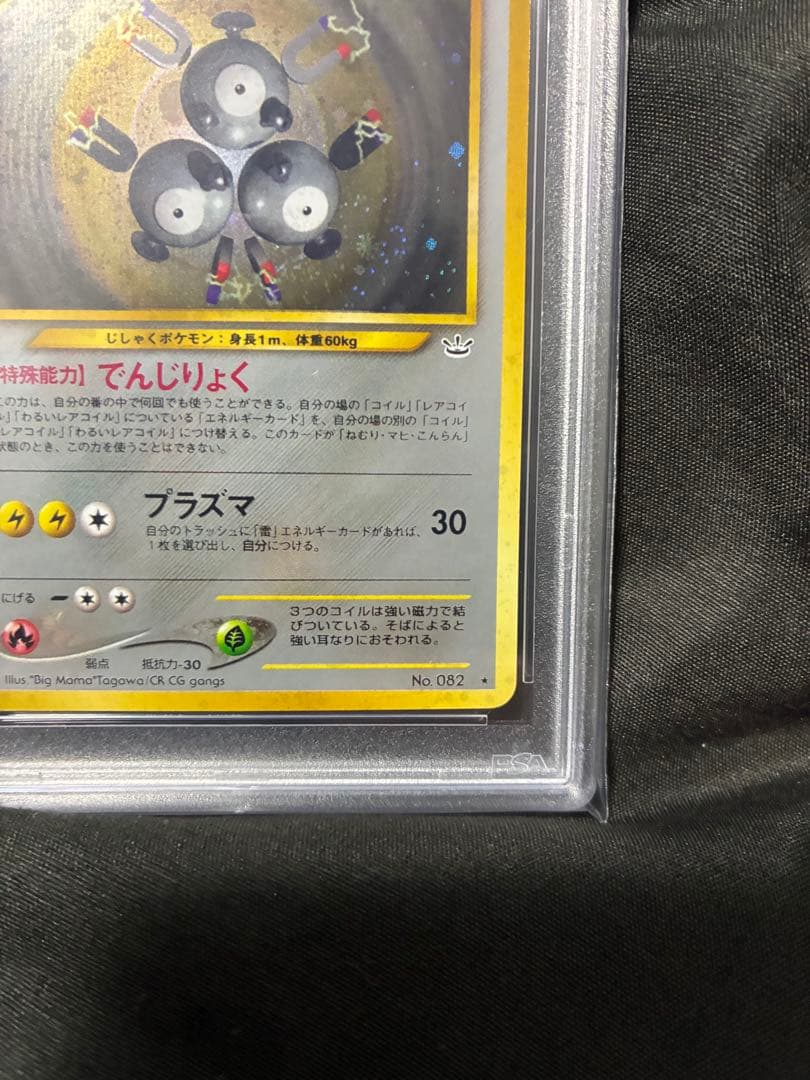 じしゃくポケモン：身長1m、体重60kg
特殊能力】でんじりょく
この力は、自分の番の中で何回でも使うことができる。自分の場の「コイル」「レアコイ
ル」「わるいレアコイル」についている「エネルギーカード」を、自分の場の別の「コイル」
レアコイル」「わるいレアコイル」につけ替える。このカードが「ねむり・マヒ・こんらん」
状態のとき、この力を使うことはできない。
プラズマ 30
自分のトラッシュに「雷」エネルギーカードがあれば、
1枚を選び出し、自分につける。
にげる
3つのコイルは強い磁力で結
びついている。そばによると
強い耳なりにおそわれる。
弱点 抵抗力-30
Illus."Big Mama"Tagawa/CR CG gangs No. 082 ★
PSA